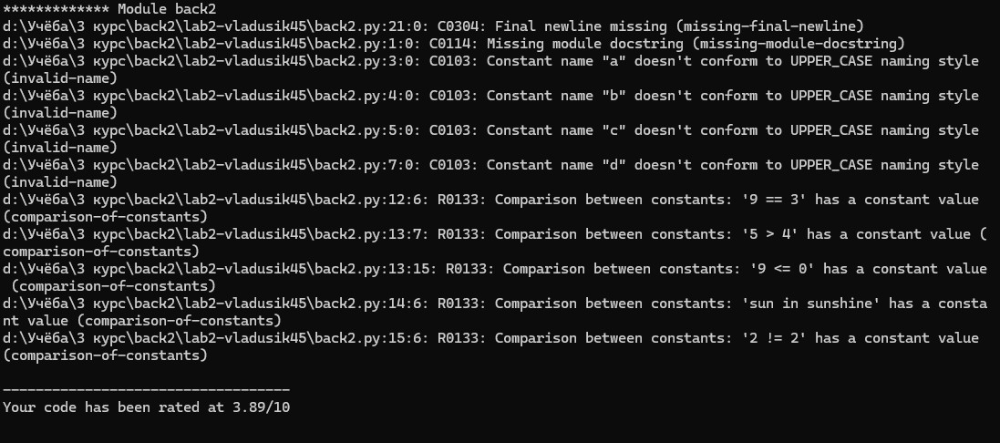 ************* Module back2
d:\Учёба\3 курс\back2\lab2-vladusik45\back2.py:21:0: C0304: Final newline missing (missing-final-newline)
d:\Учёба\3 курс\back2\lab2-vladusik45\back2.py:1:0: C0114: Missing module docstring (missing-module-docstring)
d:\Учёба\3 курс\back2\lab2-vladusik45\back2.py:3:0: C0103: Constant name "a" doesn't conform to UPPER_CASE naming style
(invalid-name)
d:\Учёба\3 курс\back2\lab2-vladusik45\back2.py:4:0: C0103: Constant name "b" doesn't conform to UPPER_CASE naming style
(invalid-name)
d:\Учёба\3 курс\back2\lab2-vladusik45\back2.py:5:0: C0103: Constant name "c" doesn't conform to UPPER_CASE naming style
(invalid-name)
d:\Учёба\3 курс\back2\lab2-vladusik45\back2.py:7:0: C0103: Constant name "d" doesn't conform to UPPER_CASE naming style
(invalid-name)
d:\Учёба\3 курс\back2\lab2-vladusik45\back2.py:12:6: R0133: Comparison between constants: '9 == 3' has a constant value
(comparison-of-constants)
d:\Учёба\3 курс\back2\lab2-vladusik45\back2.py:13:7: R0133: Comparison between constants: '5 > 4' has a constant value (
comparison-of-constants)
d:\Учёба\3 курс\back2\lab2-vladusik45\back2.py:13:15: R0133: Comparison between constants: '9 <= 0' has a constant value
 (comparison-of-constants)
d:\Учёба\3 курс\back2\lab2-vladusik45\back2.py:14:6: R0133: Comparison between constants: 'sun in sunshine' has a consta
nt value (comparison-of-constants)
d:\Учёба\3 курс\back2\lab2-vladusik45\back2.py:15:6: R0133: Comparison between constants: '2 != 2' has a constant value
(comparison-of-constants)
-----------------------------------
Your code has been rated at 3.89/10